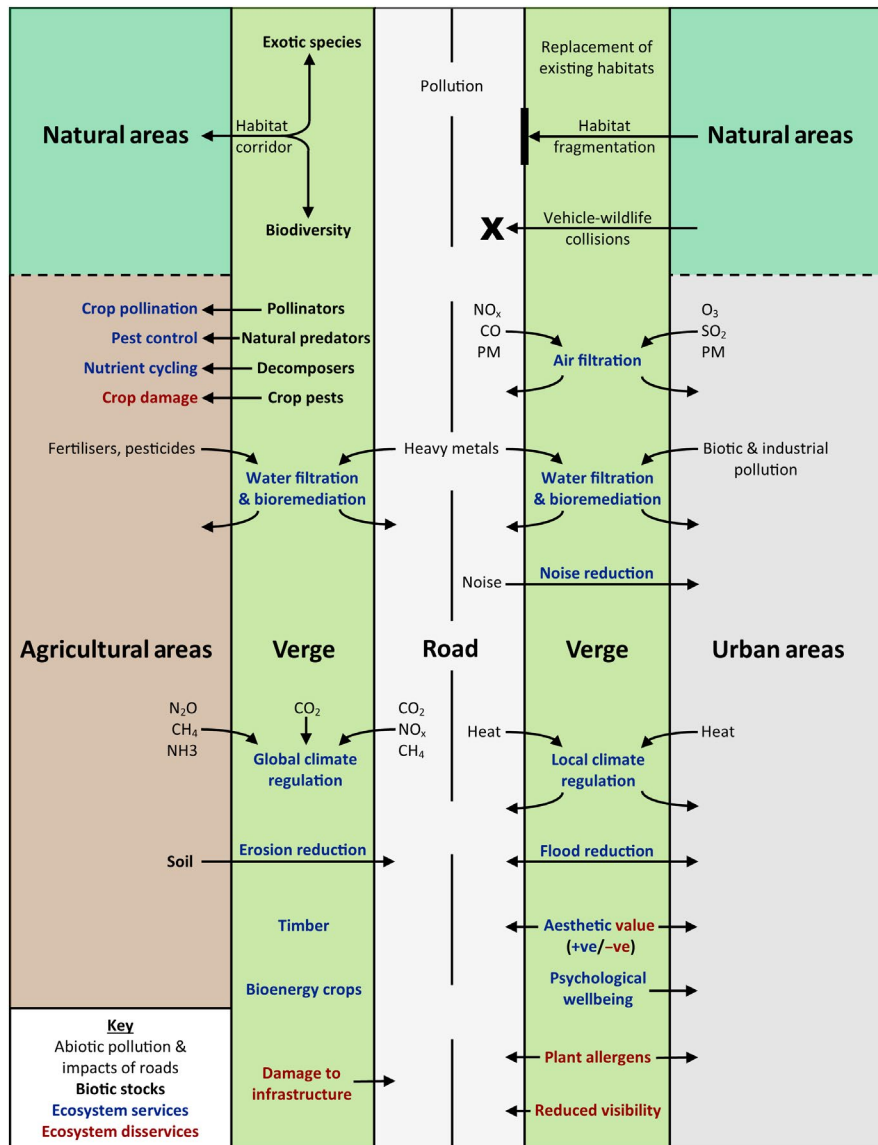 Exotic species
Replacement of
existing habitats
Pollution
Natural areas
Habitat
corridor
Habitat
fragmentation
Natural areas
Biodiversity
X
Vehicle-wildlife
collisions
Crop pollination
Pollinators
Pest control
Natural predators
Nutrient cycling
Decomposers
Crop damage
Crop pests
NOₓ
CO
PM
Air filtration
O₃
SO₂
PM
Fertilisers, pesticides
Water filtration
& bioremediation
Heavy metals
Water filtration
& bioremediation
Biotic & industrial
pollution
Noise
Noise reduction
Agricultural areas
Verge
Road
Verge
Urban areas
N₂O
CH₄
NH3
CO₂
Global climate
regulation
CO₂
NOₓ
CH₄
Heat
Local climate
regulation
Heat
Soil
Erosion reduction
Flood reduction
Timber
Aesthetic value
(+ve/–ve)
Bioenergy crops
Psychological
wellbeing
Damage to
infrastructure
Plant allergens
Reduced visibility
Key
Abiotic pollution &
impacts of roads
Biotic stocks
Ecosystem services
Ecosystem disservices